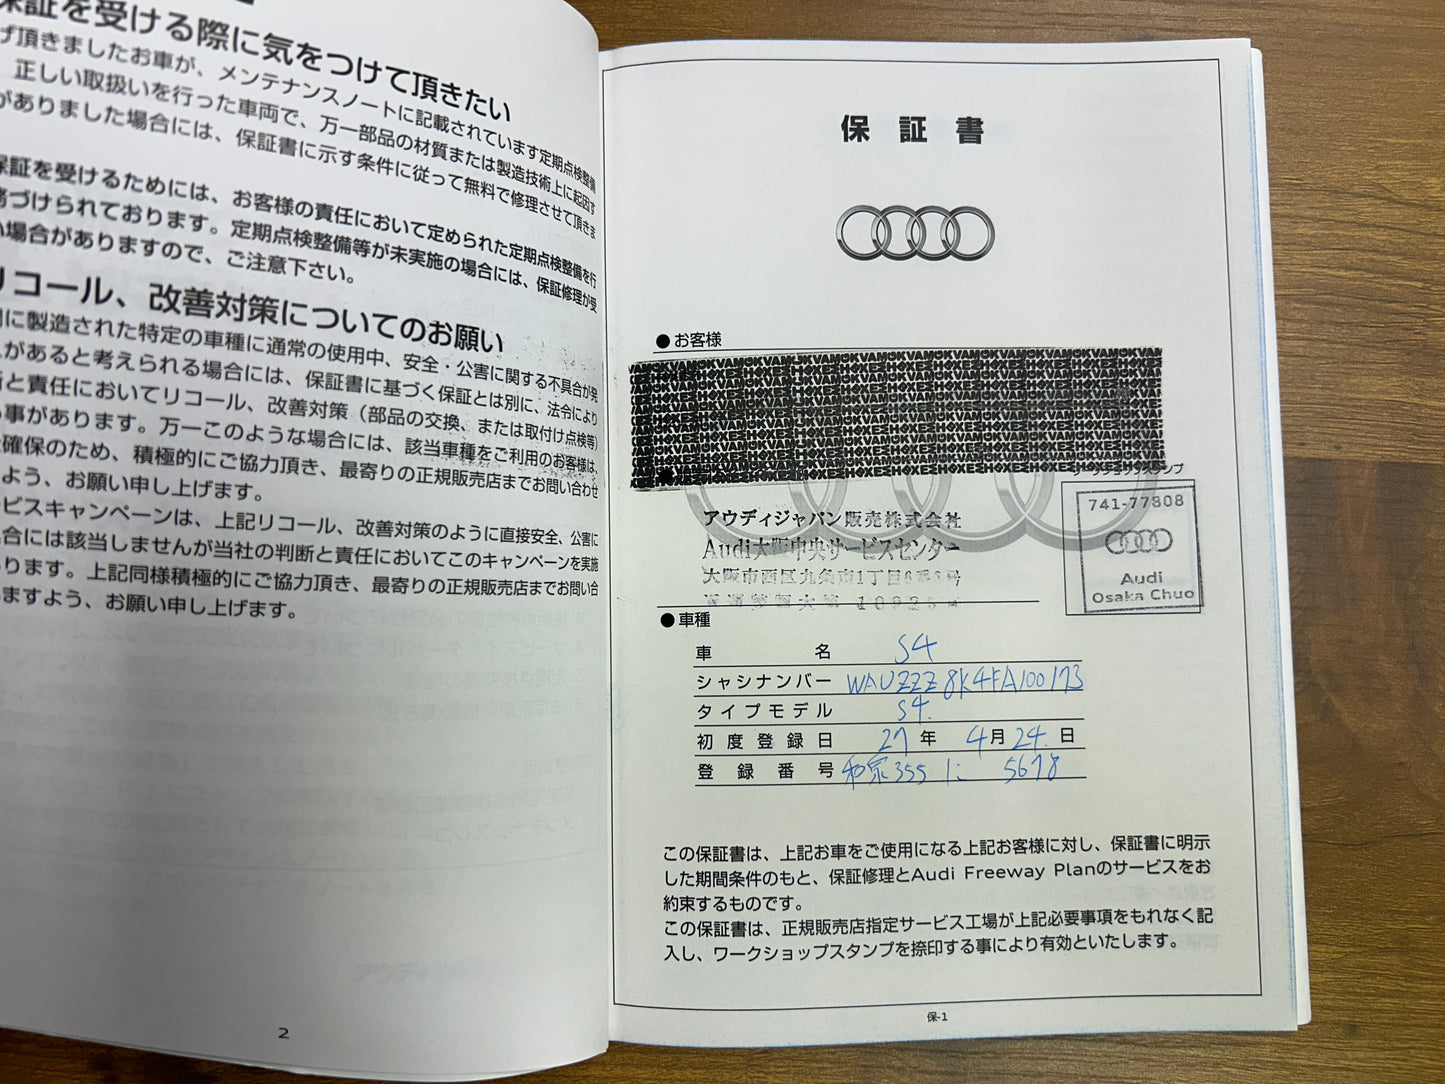 保証を受ける際に気をつけて頂きたい
げ頂きましたお車が、メンテナンスノートに記載されています定期点検整備
正しい取扱いを行った車両で、万一部品の材質または製造技術上に起因す
がありました場合には、保証書に示す条件に従って無料で修理させて頂きま
保証を受けるためには、お客様の責任において定められた定期点検整備を行
務づけられております。定期点検整備等が未実施の場合には、保証修理が受
い場合がありますので、ご注意下さい。
リコール、改善対策についてのお願い
間に製造された特定の車種に通常の使用中、安全・公害に関する不具合が発
があると考えられる場合には、保証書に基づく保証とは別に、法令により
と責任においてリコール、改善対策（部品の交換、または取付け点検等）
事があります。万一このような場合には、該当車種をご利用のお客様は、
確保のため、積極的にご協力頂き、最寄りの正規販売店までお問い合わせ
よう、お願い申し上げます。
ービスキャンペーンは、上記リコール、改善対策のように直接安全、公害に
場合には該当しませんが当社の判断と責任においてこのキャンペーンを実施
あります。上記同様積極的にご協力頂き、最寄りの正規販売店までお問い合
ますよう、お願い申し上げます。
2
保証書
●お客様
アウディジャパン販売株式会社
Audi大阪中央サービスセンター
大阪市西区九条南1丁目
741-77808
Audi
Osaka Chuo
●車種
車名 S4
シャシナンバー WAUZZZ8K4FA100173
タイプモデル S4.
初度登録日 27年 4月24日
登録番号 和泉355 に 5678
この保証書は、上記お車をご使用になる上記お客様に対し、保証書に明示
した期間条件のもと、保証修理とAudi Freeway Planのサービスをお
約束するものです。
この保証書は、正規販売店指定サービス工場が上記必要事項をもれなく記
入し、ワークショップスタンプを捺印する事により有効といたします。
保-1